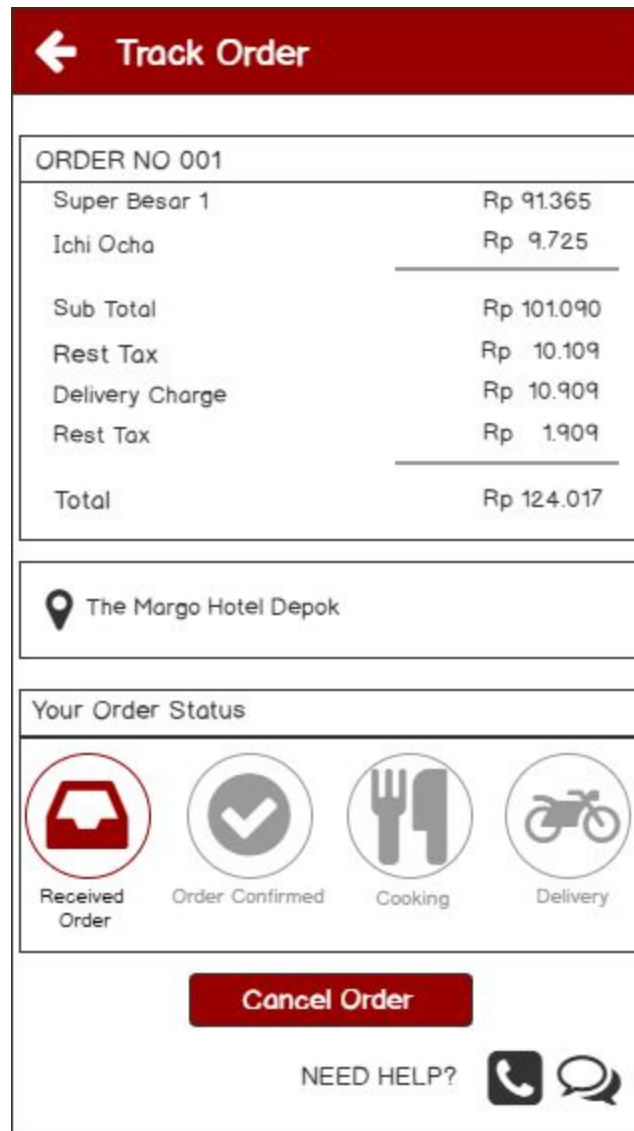 Track Order
ORDER NO 001
Super Besar 1 Rp 91.365
Ichi Ocha Rp 9.725
Sub Total Rp 101.090
Rest Tax Rp 10.109
Delivery Charge Rp 10.909
Rest Tax Rp 1.909
Total Rp 124.017
The Margo Hotel Depok
Your Order Status
Received Order
Order Confirmed
Cooking
Delivery
Cancel Order
NEED HELP?